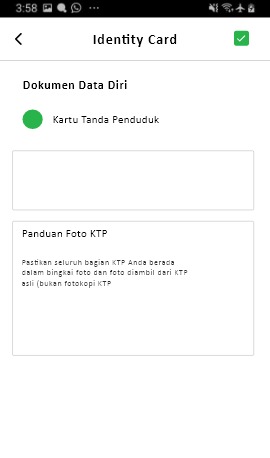 3:58
Identity Card
Dokumen Data Diri
Kartu Tanda Penduduk
Panduan Foto KTP
Pastikan seluruh bagian KTP Anda berada
dalam bingkai foto dan foto diambil dari KTP
asli (bukan fotokopi KTP